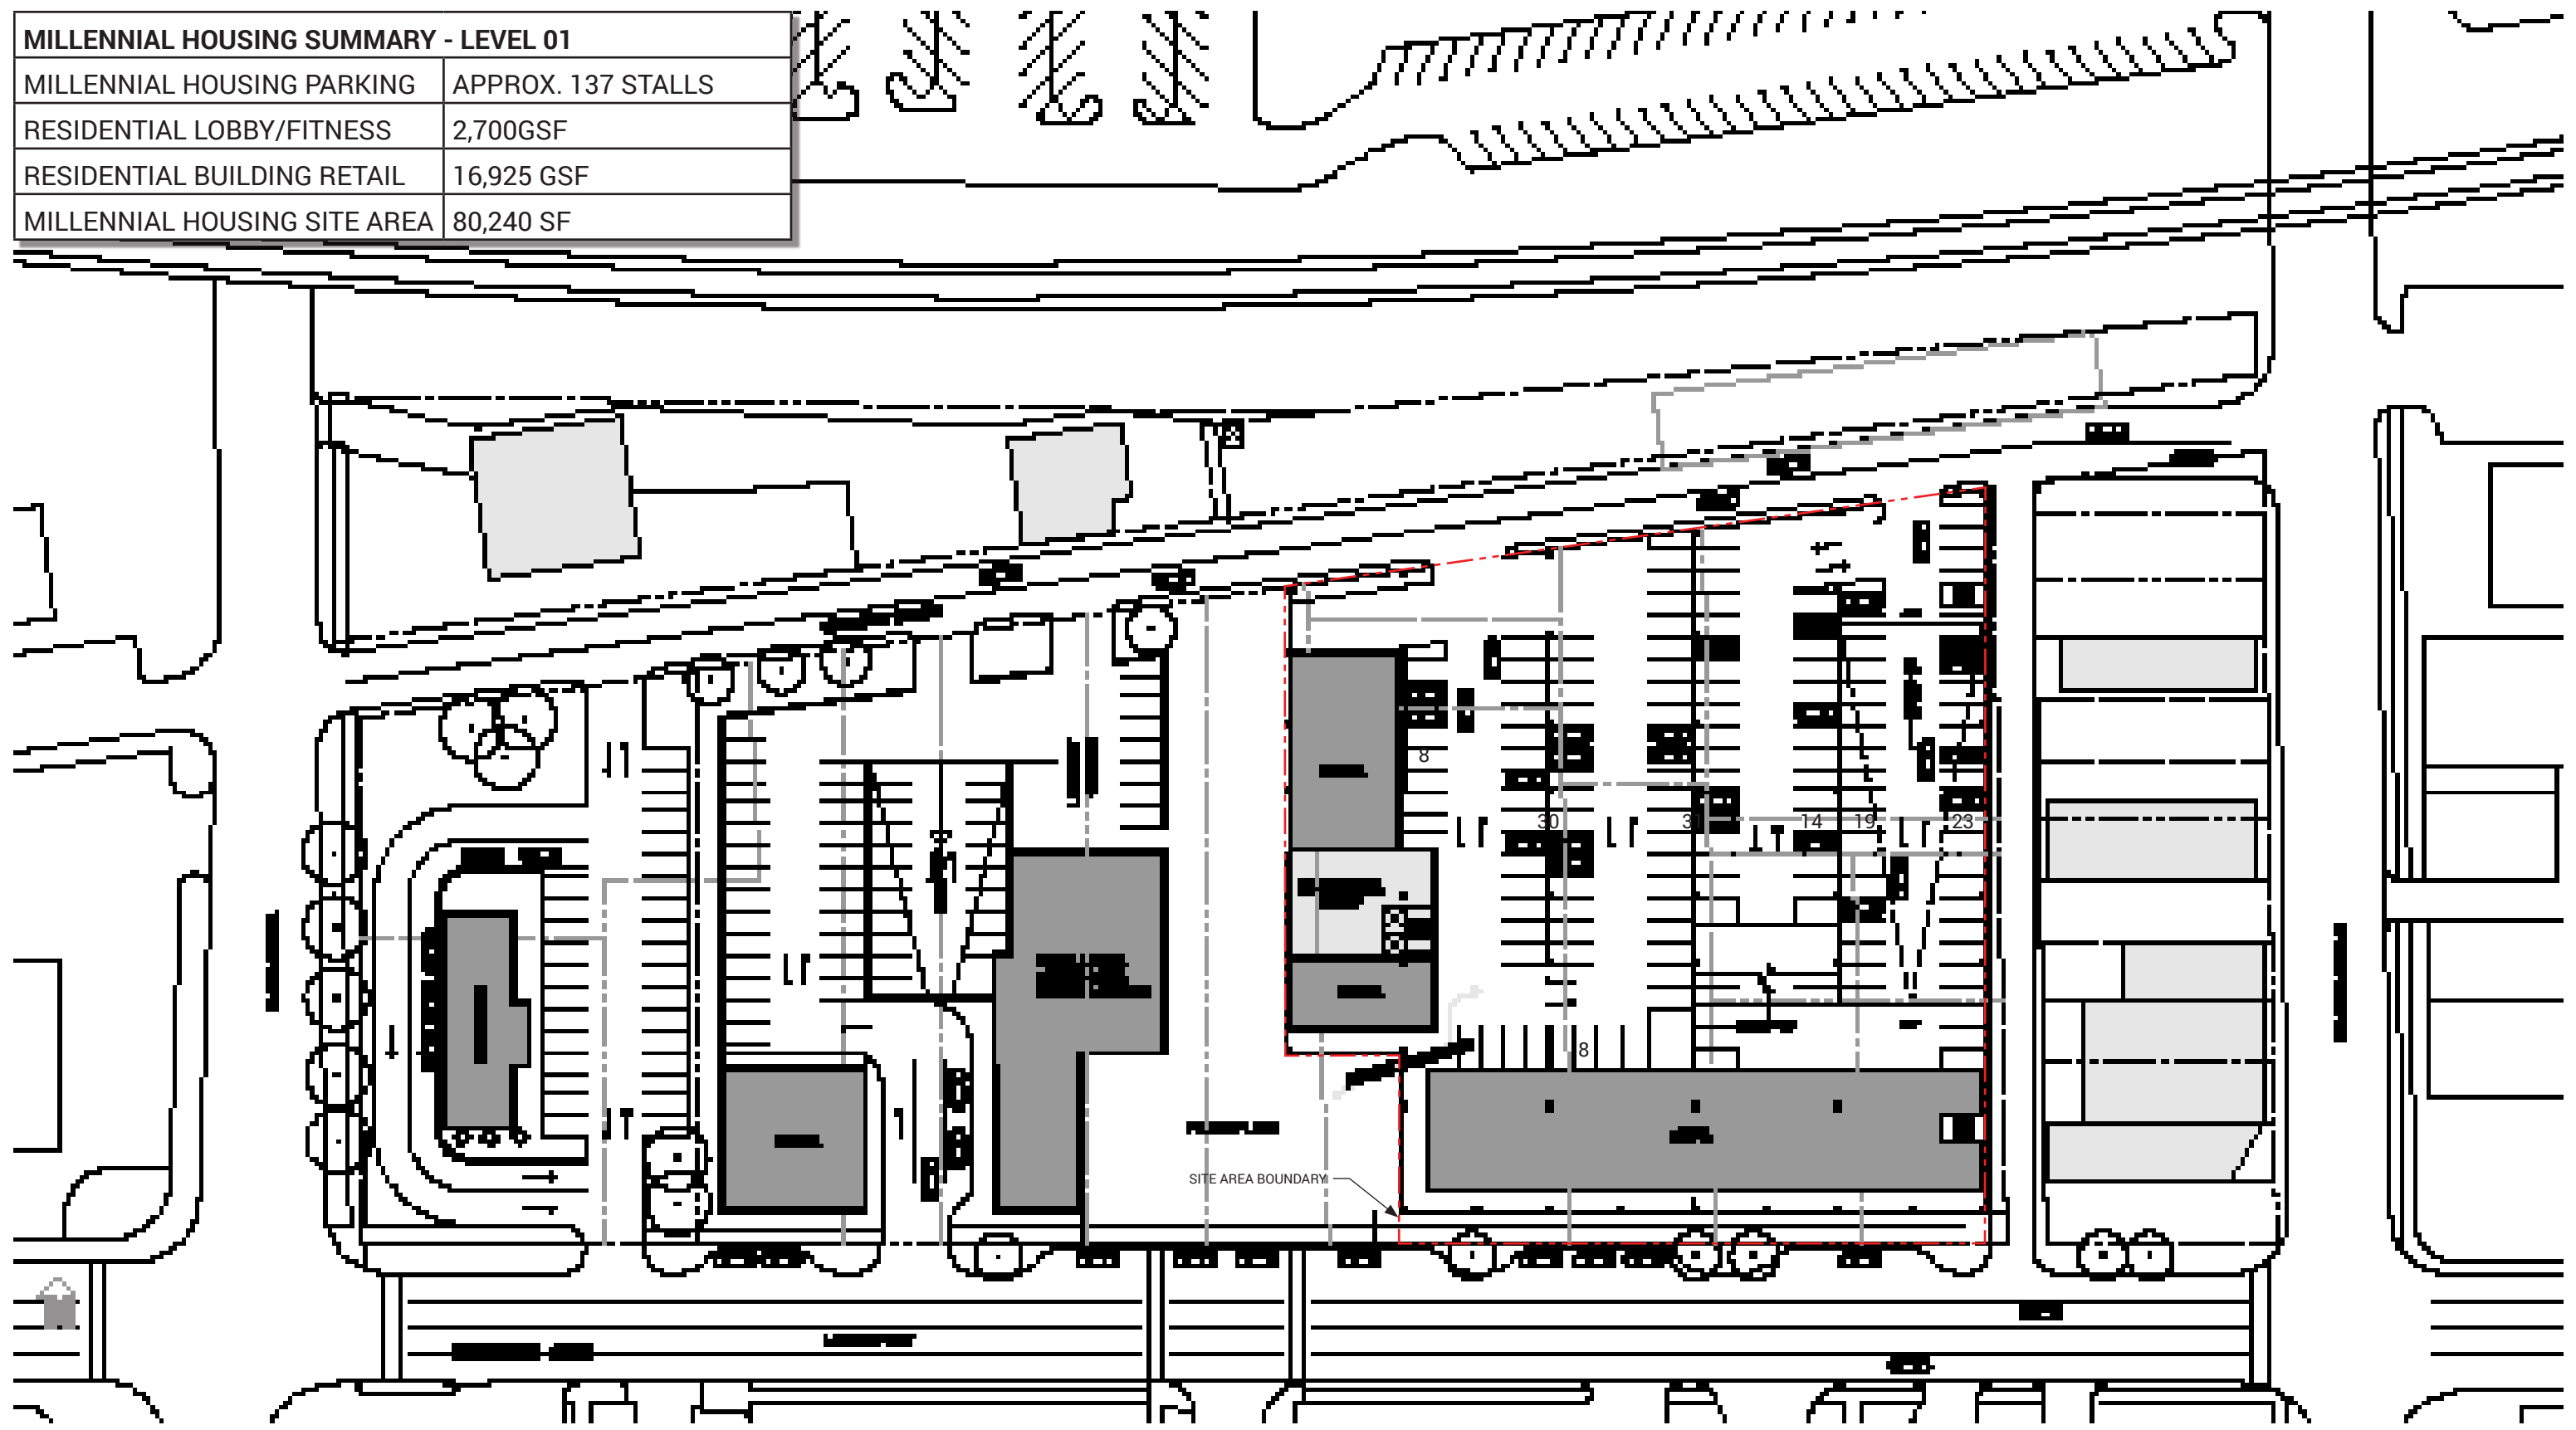 MILLENNIAL HOUSING SUMMARY - LEVEL 01
MILLENNIAL HOUSING PARKING APPROX. 137 STALLS
RESIDENTIAL LOBBY/FITNESS 2,700GSF
RESIDENTIAL BUILDING RETAIL 16,925 GSF
MILLENNIAL HOUSING SITE AREA 80,240 SF
8
30 31 14 19 23
8
SITE AREA BOUNDARY